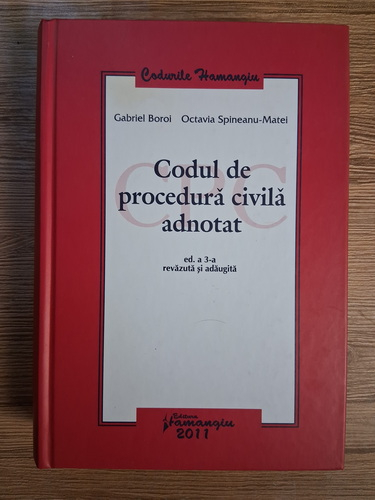 Codurile Hamangiu
Gabriel Boroi Octavia Spineanu-Matei
CPC
Codul de
procedură civilă
adnotat
ed. a 3-a
revăzută și adăugită
Editura
Hamangiu
2011